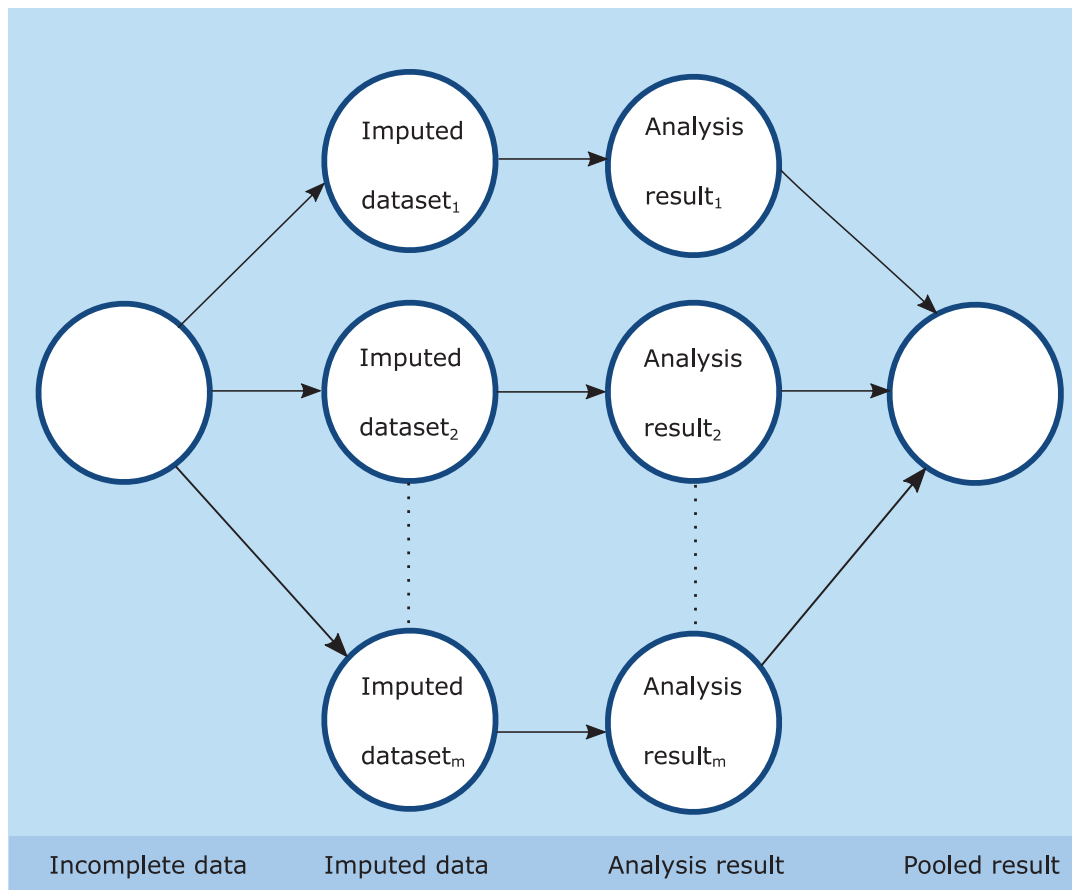 Imputed
dataset₁
Analysis
result₁
Imputed
dataset₂
Analysis
result₂
Imputed
datasetₘ
Analysis
resultₘ
Incomplete data
Imputed data
Analysis result
Pooled result